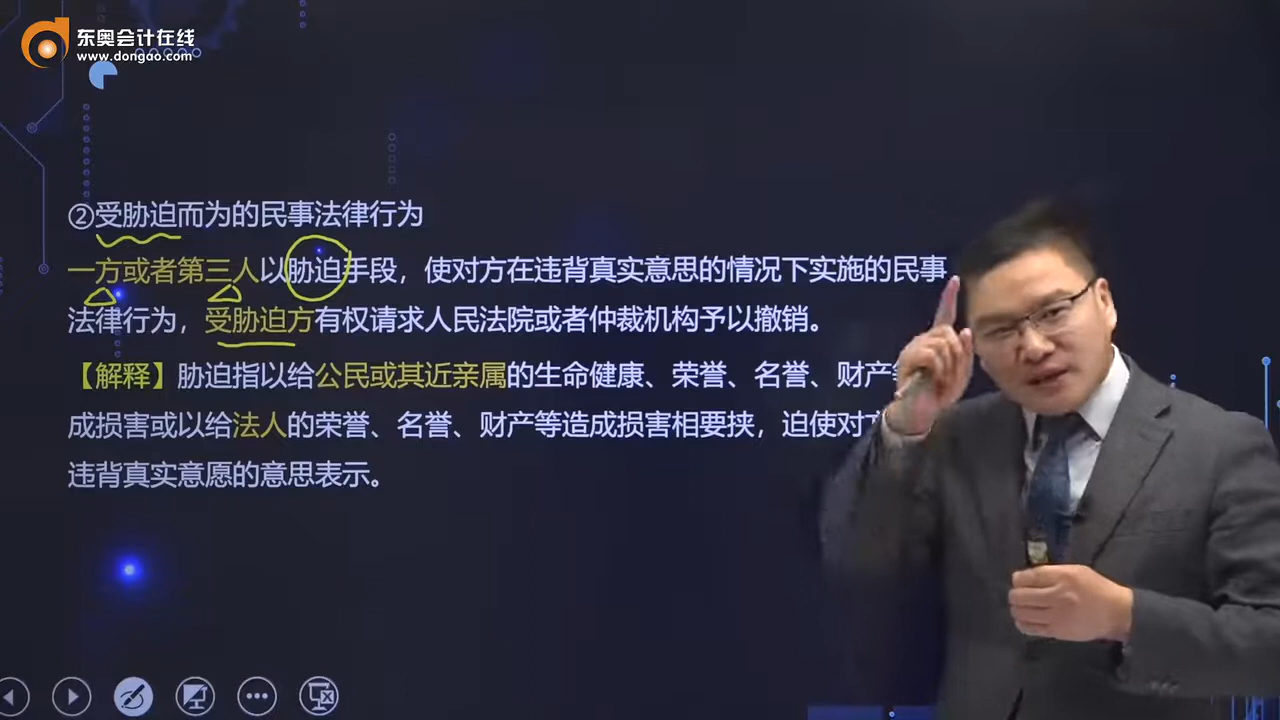 东奥会计在线
www.dongao.com
②受胁迫而为的民事法律行为
一方或者第三人以胁迫手段，使对方在违背真实意思的情况下实施的民事
法律行为，受胁迫方有权请求人民法院或者仲裁机构予以撤销。
【解释】胁迫指以给公民或其近亲属的生命健康、荣誉、名誉、财产
成损害或以给法人的荣誉、名誉、财产等造成损害相要挟，迫使对
违背真实意愿的意思表示。